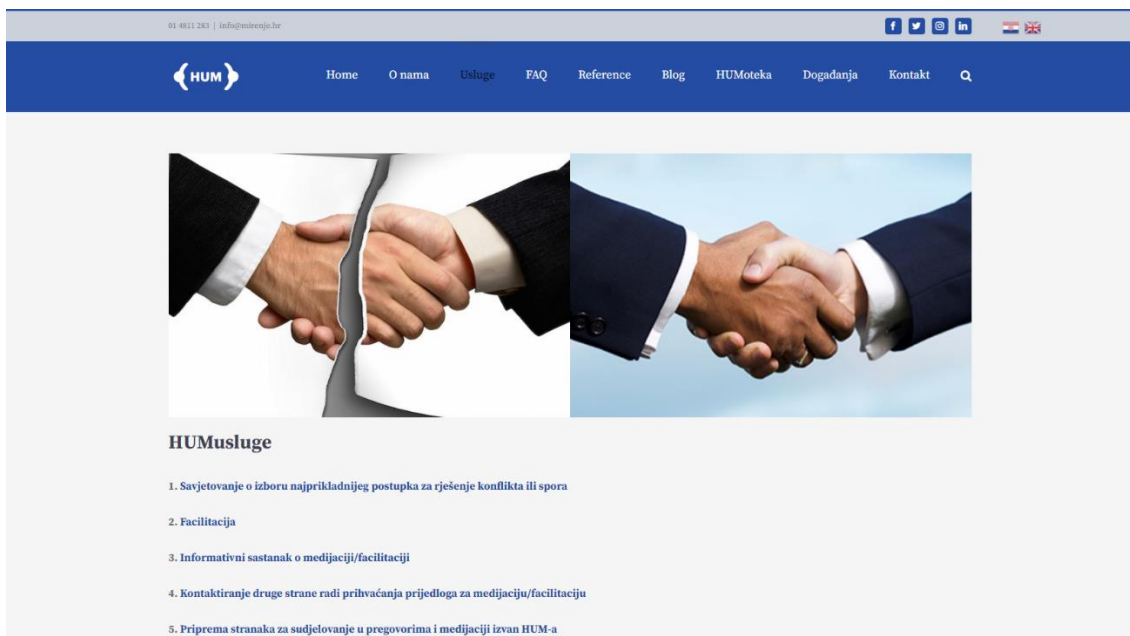 01 4811 283 | info@mirenje.hr
HUM
Home O nama Usluge FAQ Reference Blog HUMoteka Događanja Kontakt
HUMusluge
1. Savjetovanje o izboru najprikladnijeg postupka za rješenje konflikta ili spora
2. Facilitacija
3. Informativni sastanak o medijaciji/facilitaciji
4. Kontaktiranje druge strane radi prihvaćanja prijedloga za medijaciju/facilitaciju
5. Priprema stranaka za sudjelovanje u pregovorima i medijaciji izvan HUM-a